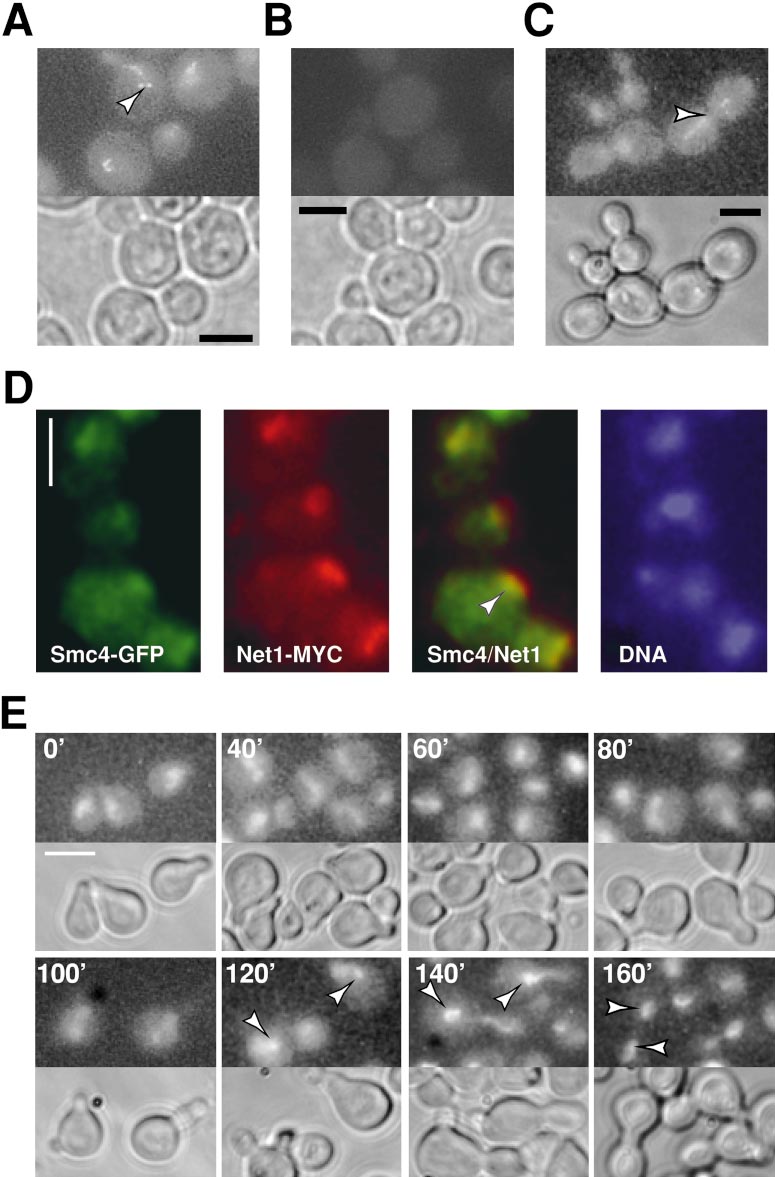 A
B
C
D
Smc4-GFP
Net1-MYC
Smc4/Net1
DNA
E
0’
40’
60’
80’
100’
120’
140’
160’